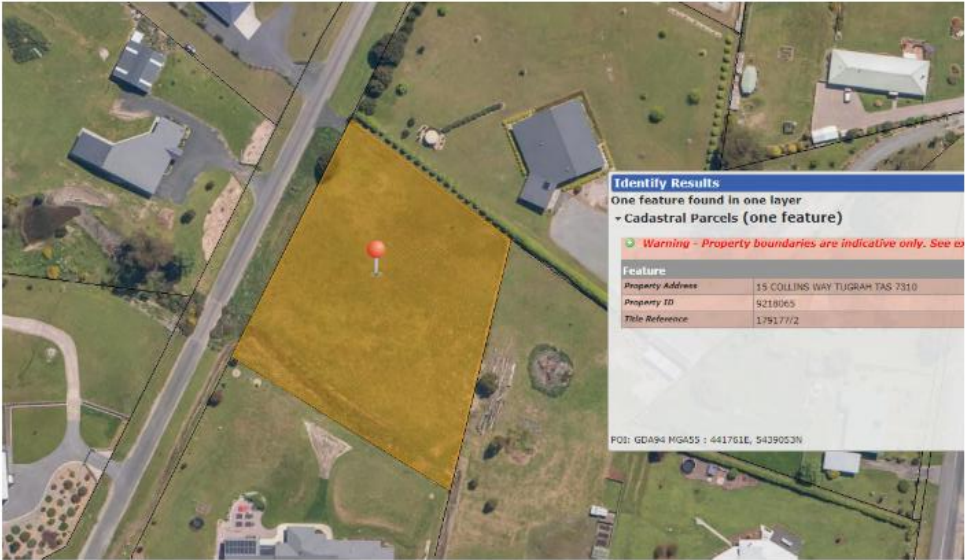 Identify Results
One feature found in one layer
Cadastral Parcels (one feature)
Warning - Property boundaries are indicative only. See ex
Feature
Property Address 15 COLLINS WAY TUGRAH TAS 7310
Property ID 9218065
Title Reference 179177/2
POI: GDA94 MGA55 : 441761E, 5439053N